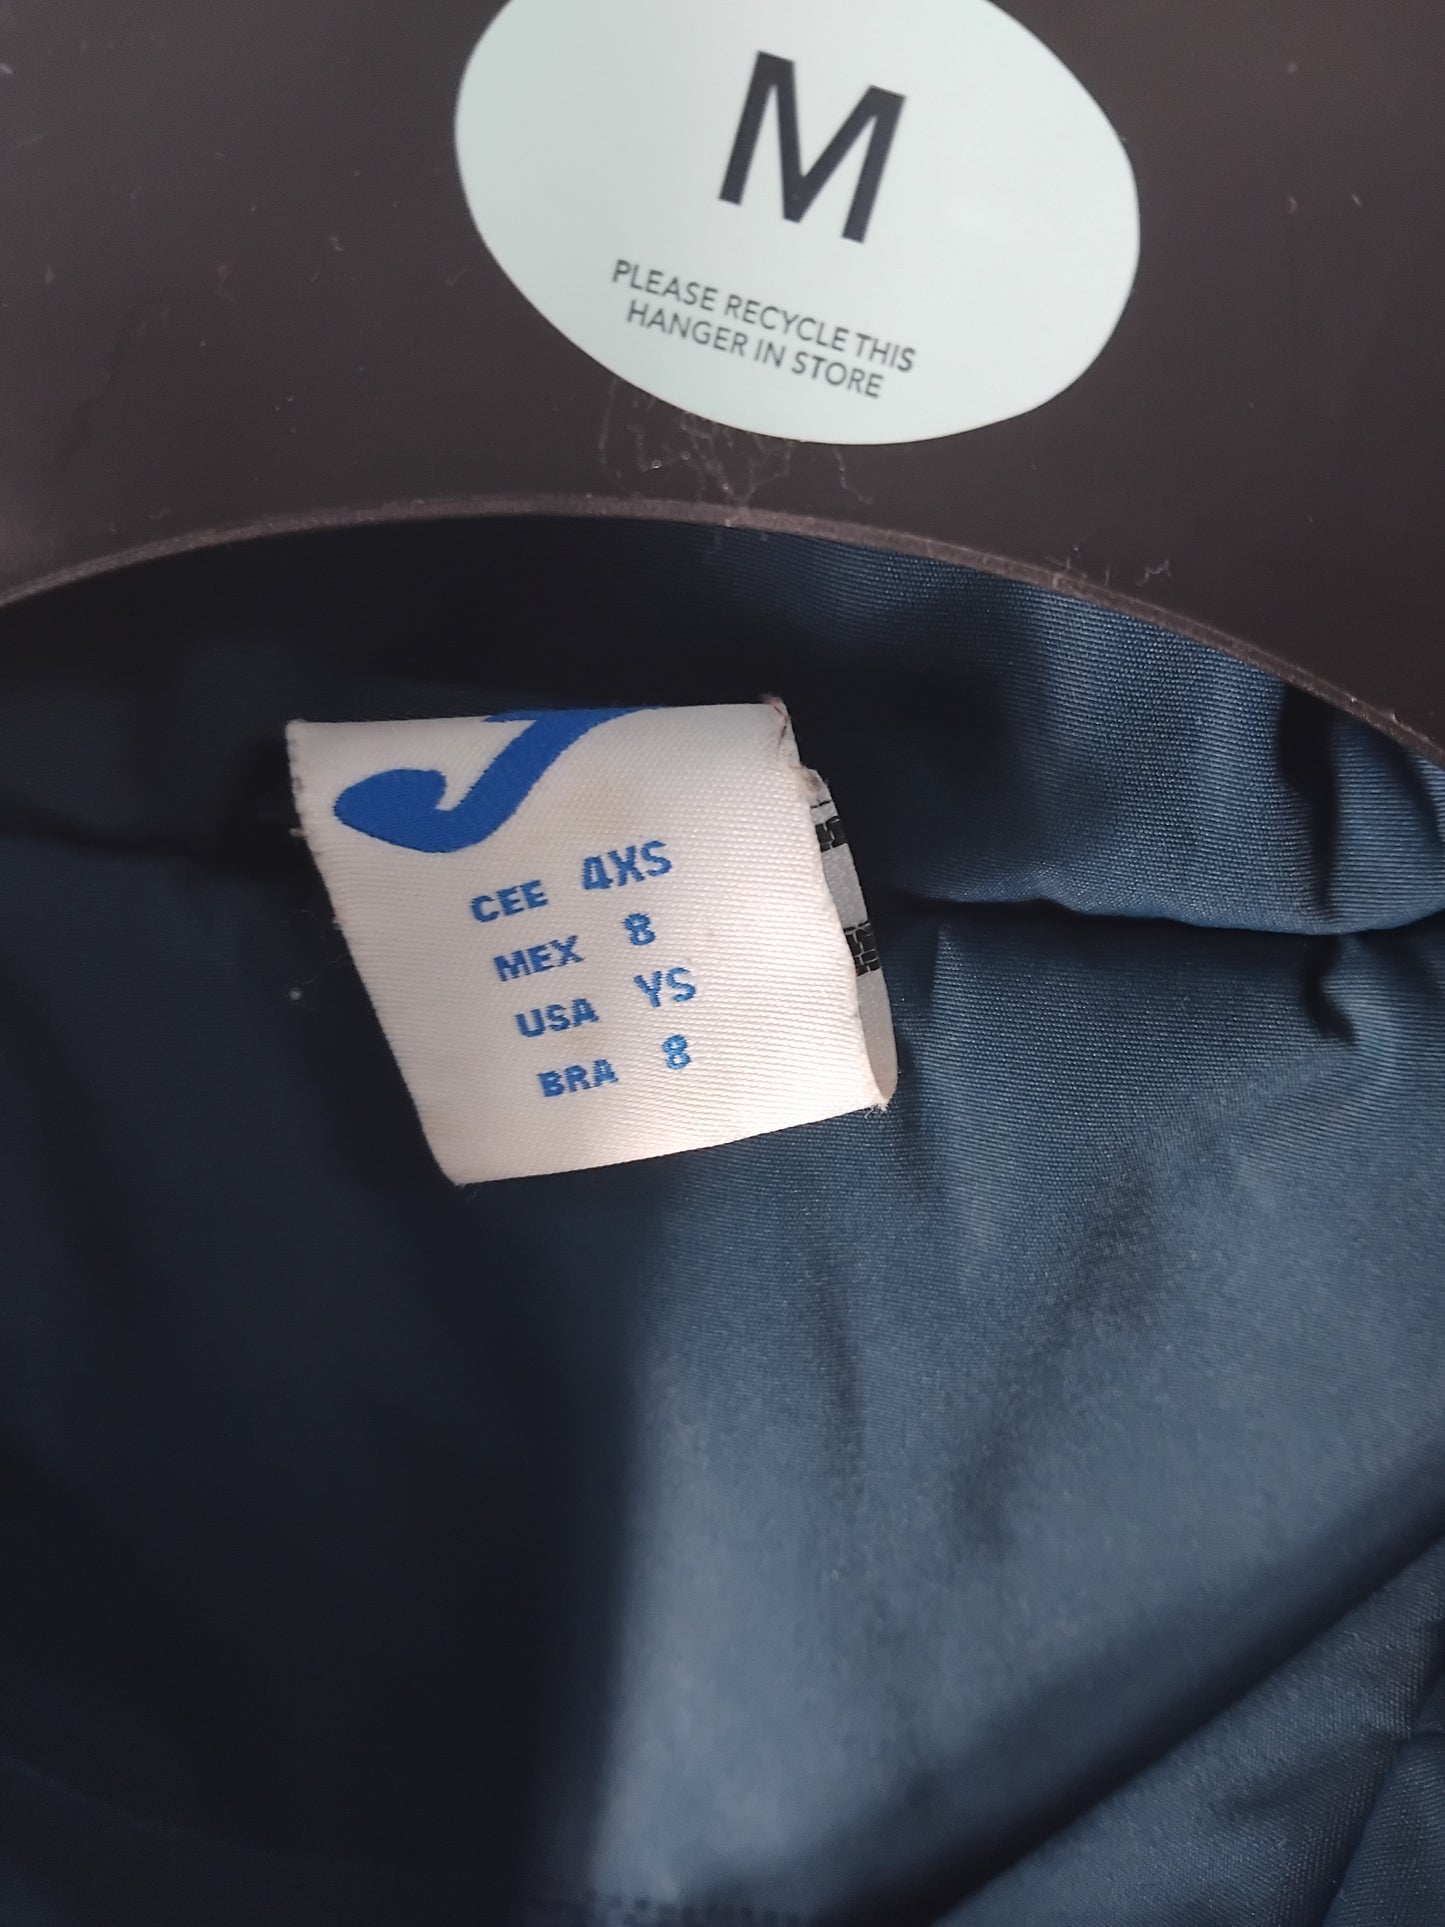 M
PLEASE RECYCLE THIS
HANGER IN STORE
CEE 4XS
MEX 8
USA YS
BRA 8